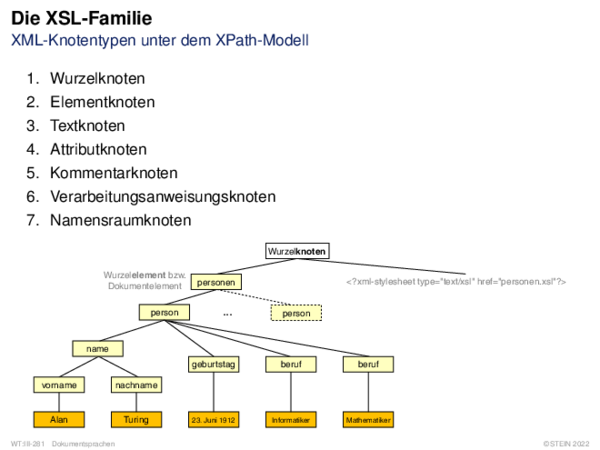 Die XSL-Familie
XML-Knotentypen unter dem XPath-Modell
1. Wurzelknoten
2. Elementknoten
3. Textknoten
4. Attributknoten
5. Kommentarknoten
6. Verarbeitungsanweisungsknoten
7. Namensraumknoten
Wurzelknoten
Wurzelelement bzw.
Dokumentelement
personen
<?xml-stylesheet type="text/xsl" href="personen.xsl"?>
person
...
person
name
geburtstag
beruf
beruf
vorname
nachname
Alan
Turing
23. Juni 1912
Informatiker
Mathematiker
WT:III-281 Dokumentsprachen
©STEIN 2022